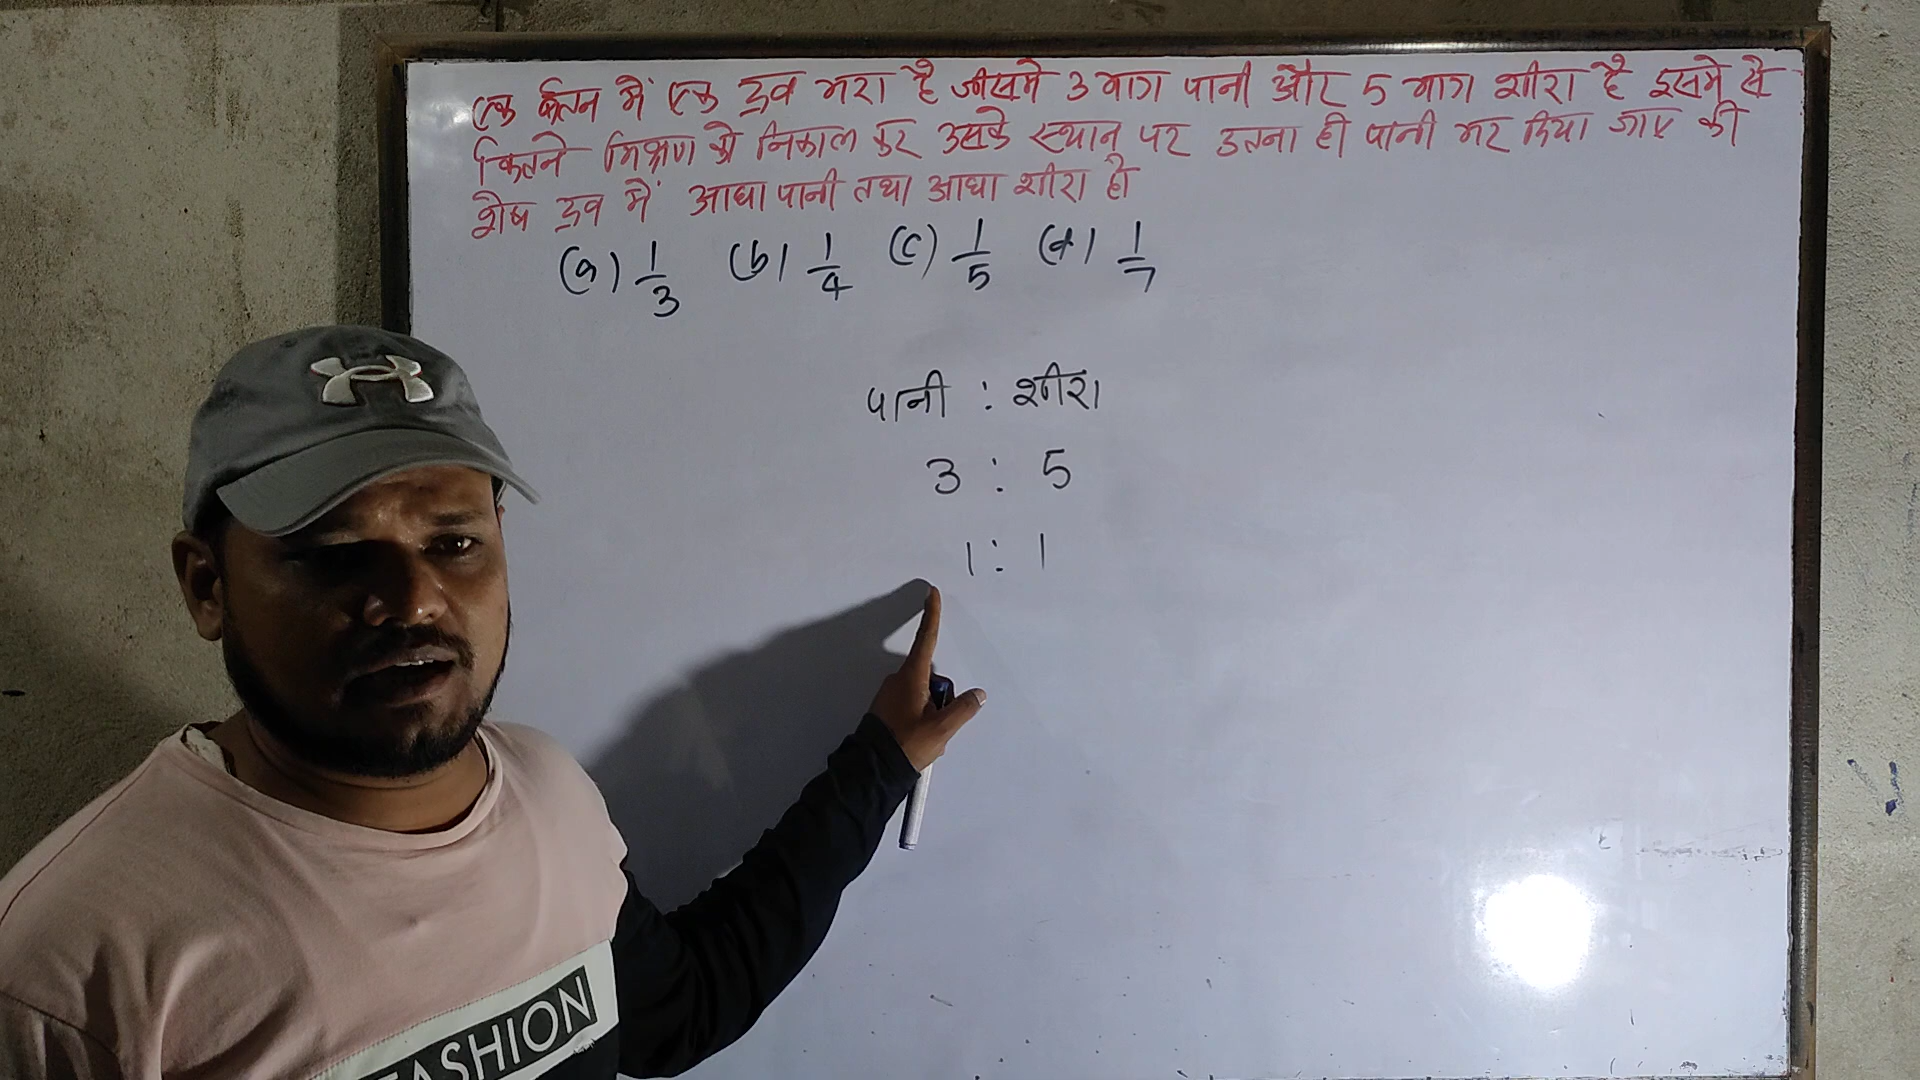 एक बर्तन में एक द्रव भरा है जीसमे 3 भाग पानी और 5 भाग शीरा है इसमे से
कितने मिश्रण को निकाल कर उसके स्थान पर उतना ही पानी भर दिया जाए की
शेष द्रव में आधा पानी तथा आधा शीरा हो
(a) 1/3 (b) 1/4 (c) 1/5 (d) 1/7
पानी : शीरा
3 : 5
1 : 1
FASHION